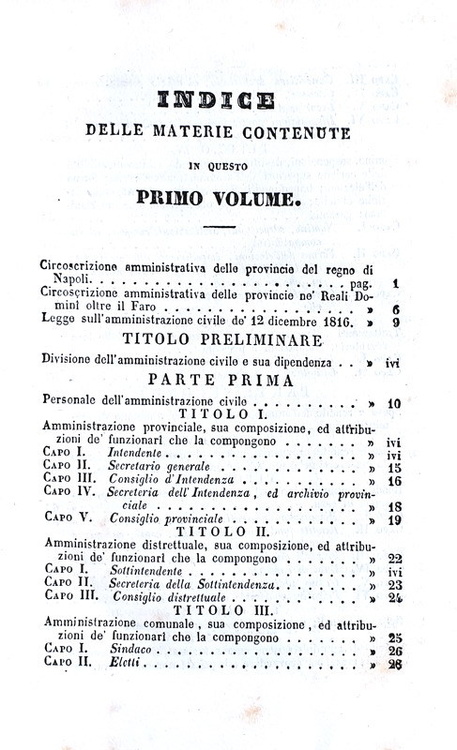 INDICE
DELLE MATERIE CONTENUTE
IN QUESTO
PRIMO VOLUME.
Circoscrizione amministrativa delle provincie del regno di
Napoli. . . . . . . . . . . . . . . . . . . . . . . pag. 1
Circoscrizione amministrativa delle provincie ne' Reali Do-
minî oltre il Faro . . . . . . . . . . . . . . . . . » 6
Legge sull'amministrazione civile de' 12 dicembre 1816. » 9
TITOLO PRELIMINARE
Divisione dell'amministrazione civile e sua dipendenza . . » ivi
PARTE PRIMA
Personale dell'amministrazione civile . . . . . . . . . . » 10
TITOLO I.
Amministrazione provinciale, sua composizione, ed attribu-
zioni de' funzionarî che la compongono . . . . . . . » ivi
CAPO I. Intendente . . . . . . . . . . . . . . . . . » ivi
CAPO II. Secretario generale . . . . . . . . . . . . » 15
CAPO III. Consiglio d'Intendenza . . . . . . . . . . » 16
CAPO IV. Secreteria dell'Intendenza, ed archivio provin-
ciale . . . . . . . . . . . . . . . . . » 18
CAPO V. Consiglio provinciale . . . . . . . . . . . » 19
TITOLO II.
Amministrazione distrettuale, sua composizione, ed attribu-
zioni de' funzionarî che la compongono . . . . . . . » 22
CAPO I. Sottintendente . . . . . . . . . . . . . . . » ivi
CAPO II. Secreteria della Sottintendenza. . . . . . . » 23
CAPO III. Consiglio distrettuale . . . . . . . . . . » 24
TITOLO III.
Amministrazione comunale, sua composizione, ed attribu-
zioni de' funzionarî che la compongono . . . . . . . » 25
CAPO I. Sindaco . . . . . . . . . . . . . . . . . . » 26
CAPO II. Eletti . . . . . . . . . . . . . . . . . . . » 28